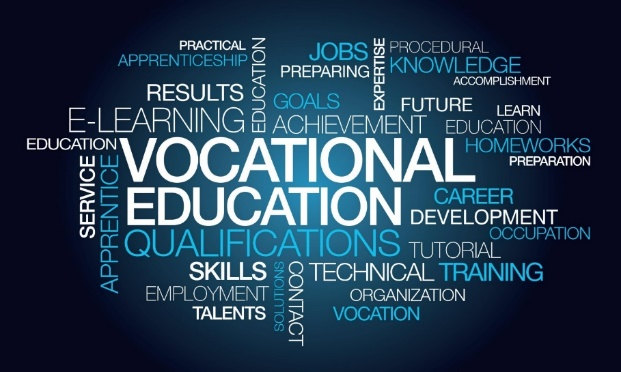 PRACTICAL
APPRENTICESHIP
EDUCATION
JOBS
PREPARING
EXPERTISE
PROCEDURAL
KNOWLEDGE
ACCOMPLISHMENT
RESULTS
GOALS
FUTURE
LEARN
E-LEARNING
ACHIEVEMENT
EDUCATION
EDUCATION
HOMEWORKS
PREPARATION
VOCATIONAL
SERVICE
APPRENTICE
EDUCATION
CAREER
DEVELOPMENT
OCCUPATION
QUALIFICATIONS
TUTORIAL
SKILLS
SOLUTIONS
CONTACT
TECHNICAL
TRAINING
EMPLOYMENT
ORGANIZATION
TALENTS
VOCATION